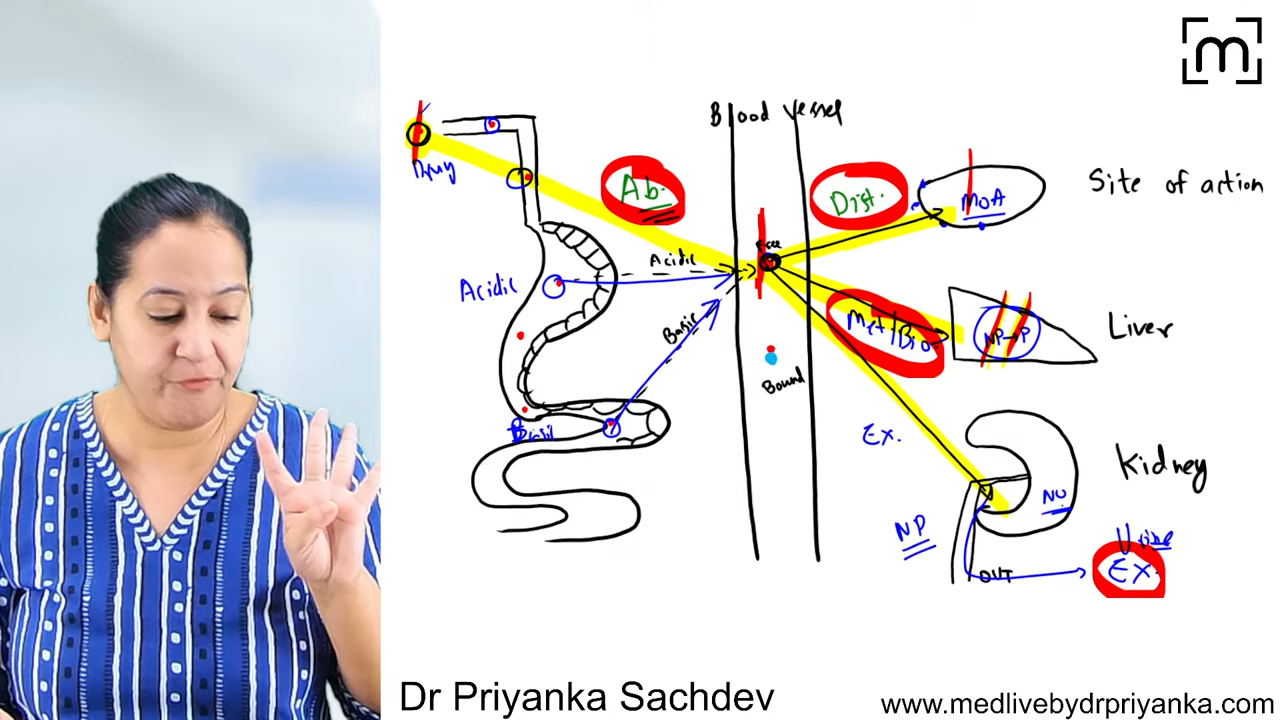 m
Blood Vessel
Drug
Ab.
Dist.
MOA
Site of action
Free
Acidic
Acidic
Basic
Met/Bio
NP→P
Liver
Bound
Basic
Ex.
Kidney
NU
NP
Urine
OUT
EX.
Dr Priyanka Sachdev
www.medlivebydrpriyanka.com